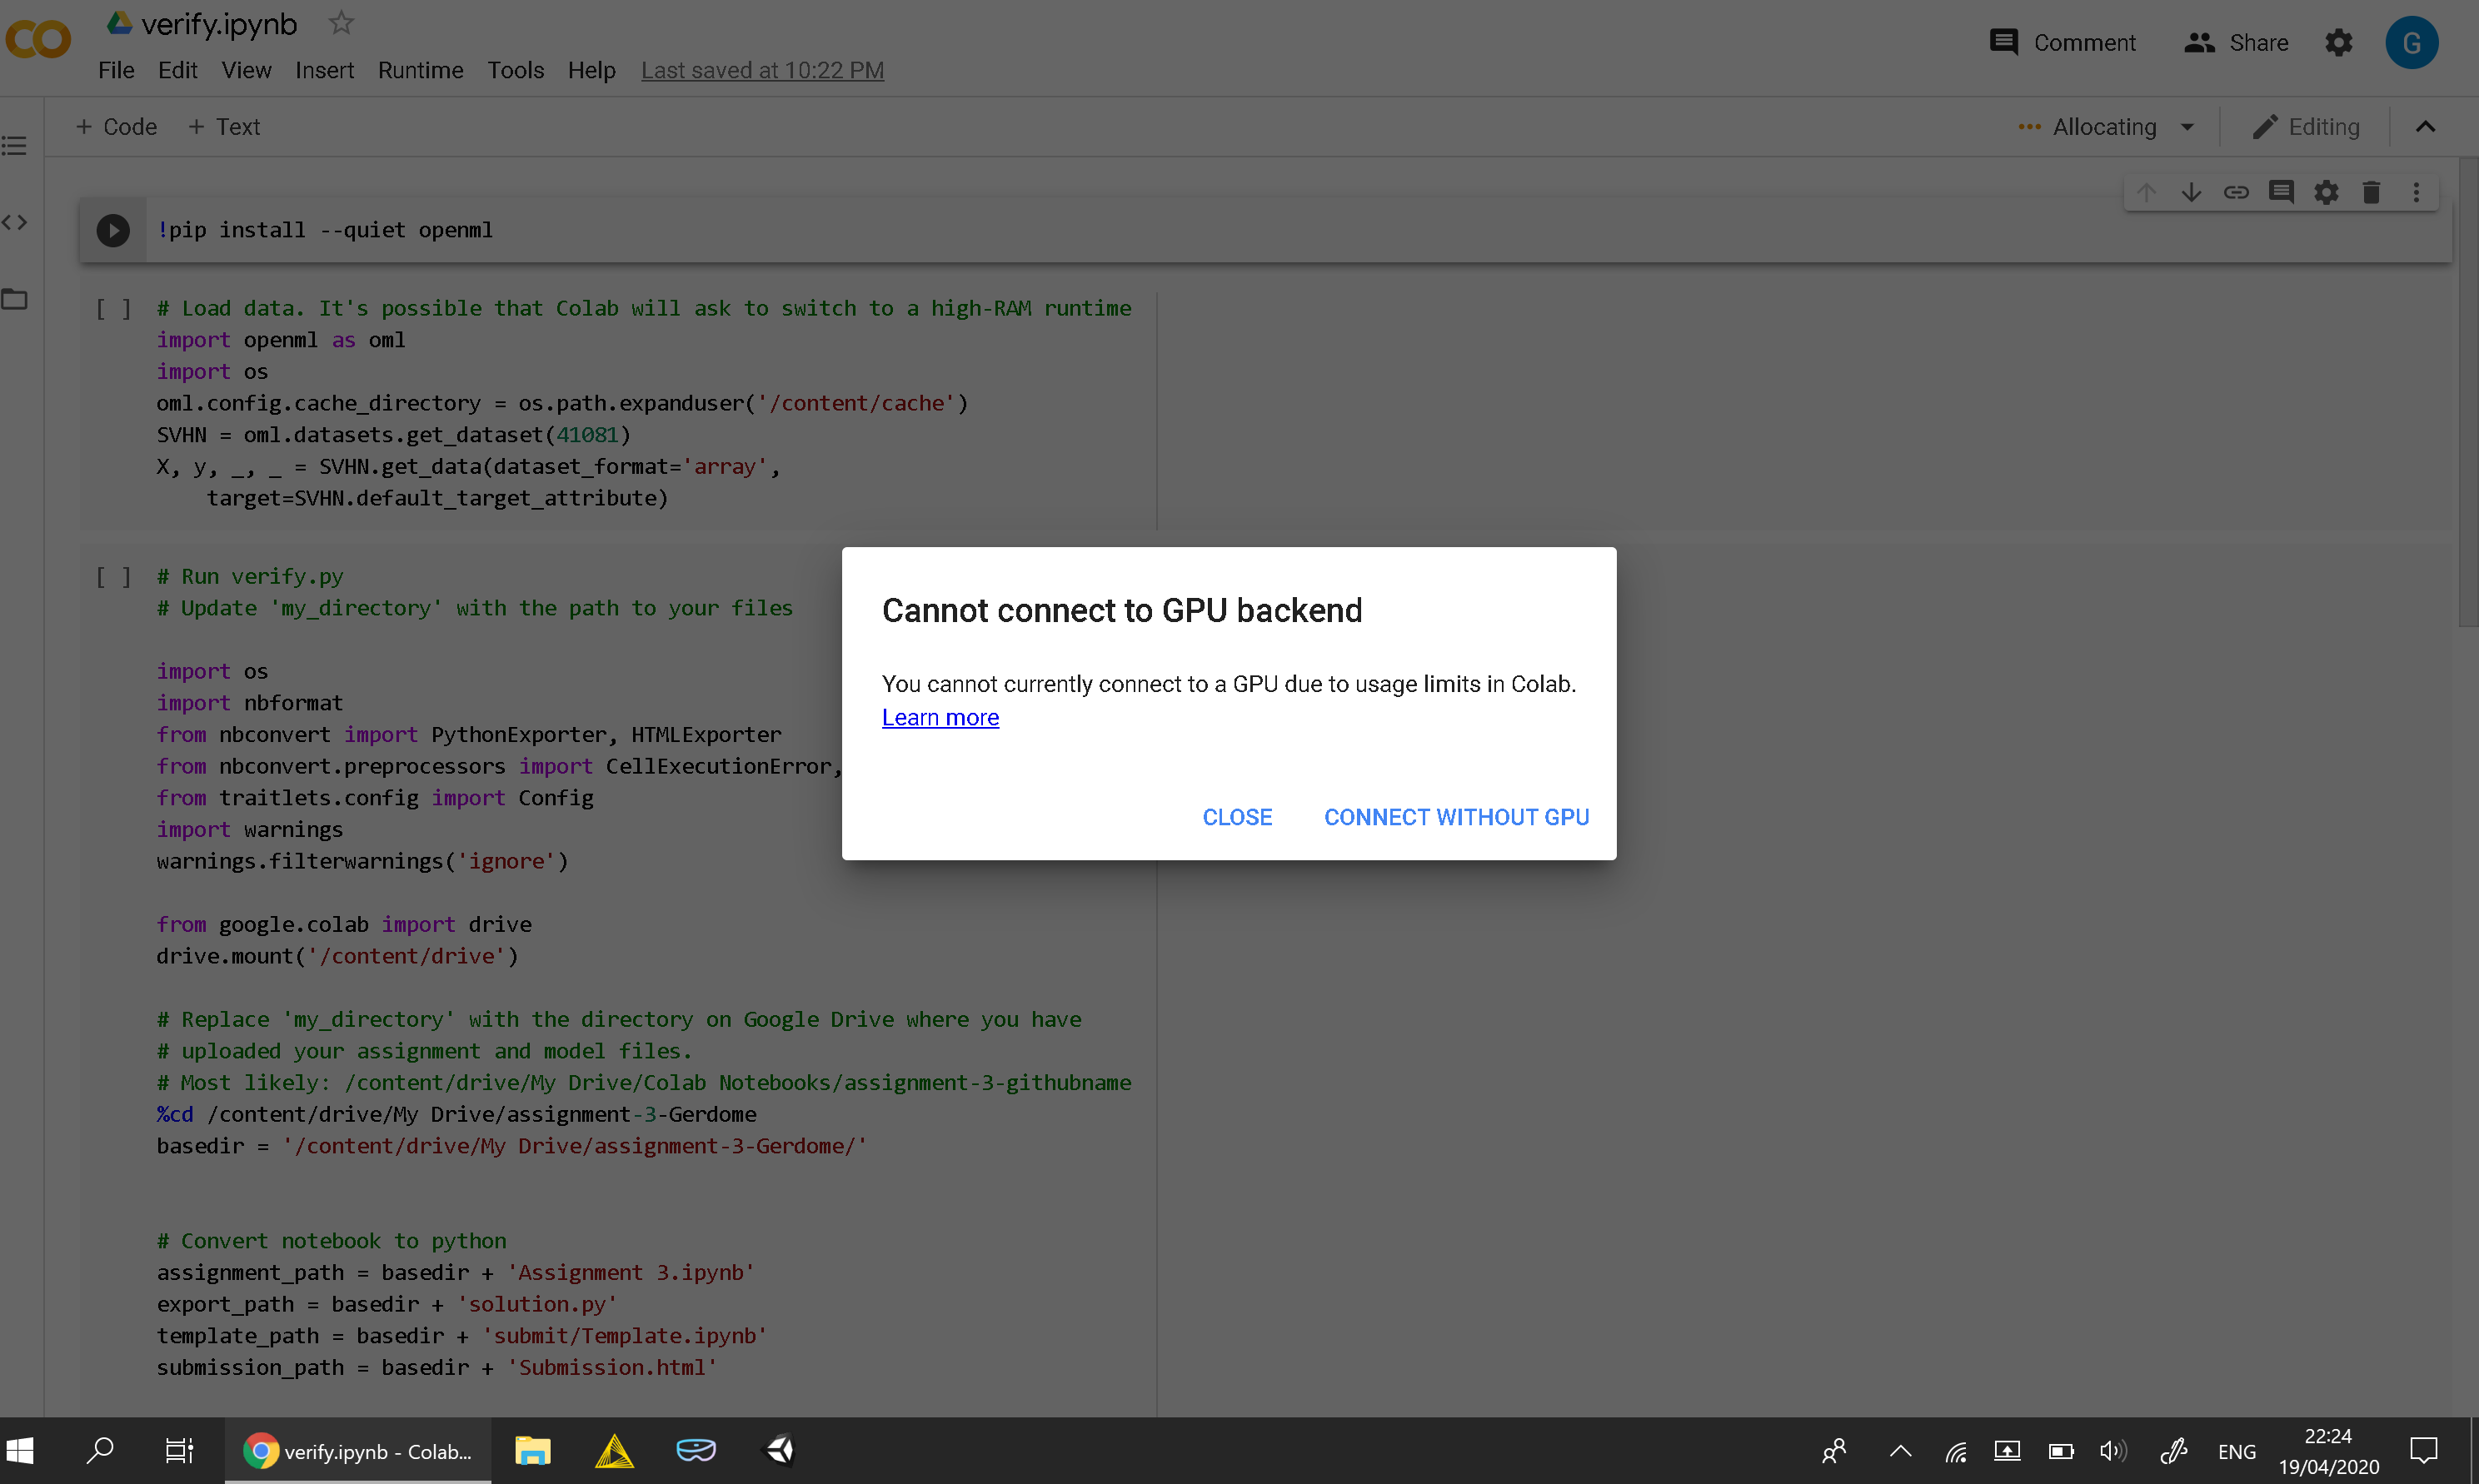 verify.ipynb
Comment
Share
G
File Edit View Insert Runtime Tools Help Last saved at 10:22 PM
+ Code + Text
Allocating
Editing
!pip install --quiet openml
[ ] # Load data. It's possible that Colab will ask to switch to a high-RAM runtime
import openml as oml
import os
oml.config.cache_directory = os.path.expanduser('/content/cache')
SVHN = oml.datasets.get_dataset(41081)
X, y, _, _ = SVHN.get_data(dataset_format='array',
    target=SVHN.default_target_attribute)
[ ] # Run verify.py
# Update 'my_directory' with the path to your files
import os
import nbformat
from nbconvert import PythonExporter, HTMLExporter
from nbconvert.preprocessors import CellExecutionError,
from traitlets.config import Config
import warnings
warnings.filterwarnings('ignore')
from google.colab import drive
drive.mount('/content/drive')
# Replace 'my_directory' with the directory on Google Drive where you have
# uploaded your assignment and model files.
# Most likely: /content/drive/My Drive/Colab Notebooks/assignment-3-githubname
%cd /content/drive/My Drive/assignment-3-Gerdome
basedir = '/content/drive/My Drive/assignment-3-Gerdome/'
# Convert notebook to python
assignment_path = basedir + 'Assignment 3.ipynb'
export_path = basedir + 'solution.py'
template_path = basedir + 'submit/Template.ipynb'
submission_path = basedir + 'Submission.html'
Cannot connect to GPU backend
You cannot currently connect to a GPU due to usage limits in Colab.
Learn more
CLOSE CONNECT WITHOUT GPU
verify.ipynb - Colab...
ENG
22:24
19/04/2020